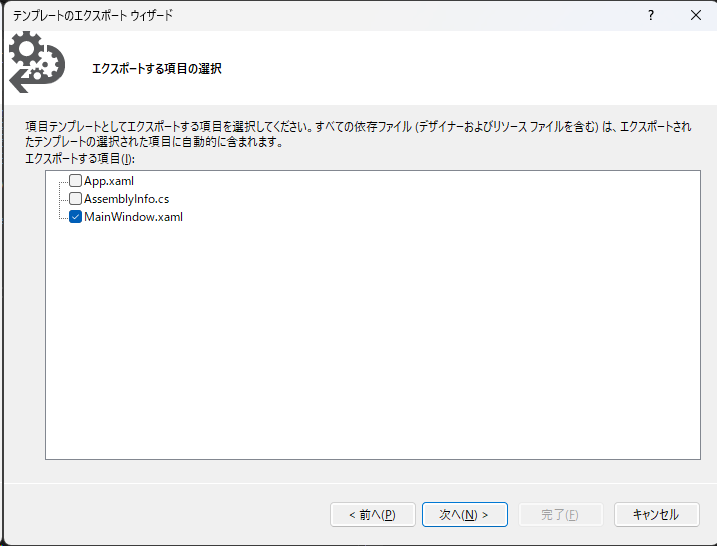 テンプレートのエクスポート ウィザード
?
エクスポートする項目の選択
項目テンプレートとしてエクスポートする項目を選択してください。すべての依存ファイル (デザイナーおよびリソース ファイルを含む) は、エクスポートされ
たテンプレートの選択された項目に自動的に含まれます。
エクスポートする項目(I):
App.xaml
AssemblyInfo.cs
MainWindow.xaml
< 前へ(P)
次へ(N) >
完了(F)
キャンセル